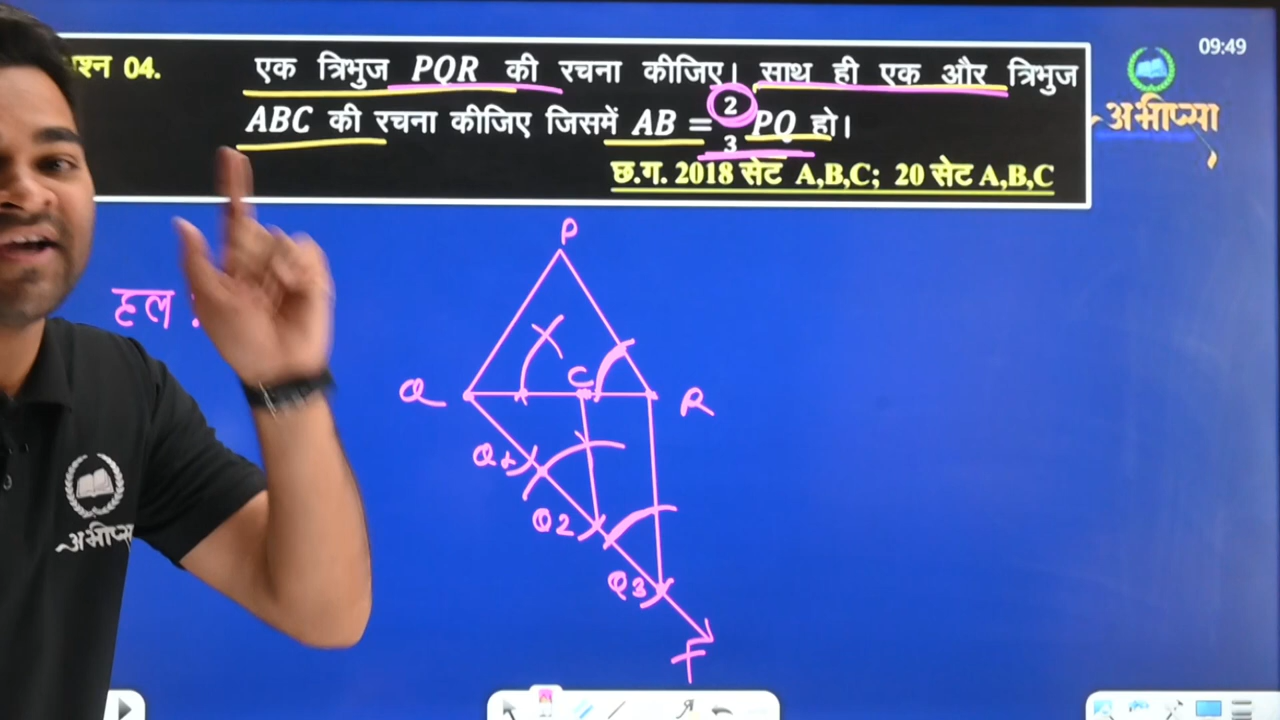 09:49
प्रश्न 04. एक त्रिभुज PQR की रचना कीजिए। साथ ही एक और त्रिभुज
ABC की रचना कीजिए जिसमें AB = 2/3 PQ हो।
छ.ग. 2018 सेट A,B,C; 20 सेट A,B,C
अभीप्सा
हल :
P
Q
C
R
Q1
Q2
Q3
F
अभीप्सा